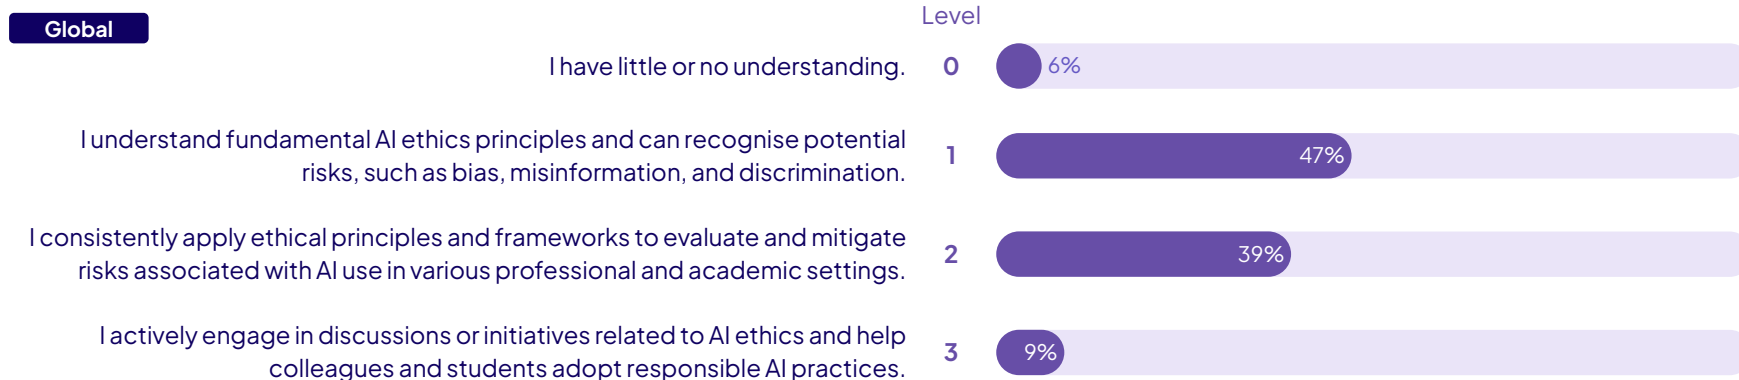 Global
Level
I have little or no understanding.
0
6%
I understand fundamental AI ethics principles and can recognise potential
risks, such as bias, misinformation, and discrimination.
1
47%
I consistently apply ethical principles and frameworks to evaluate and mitigate
risks associated with AI use in various professional and academic settings.
2
39%
I actively engage in discussions or initiatives related to AI ethics and help
colleagues and students adopt responsible AI practices.
3
9%